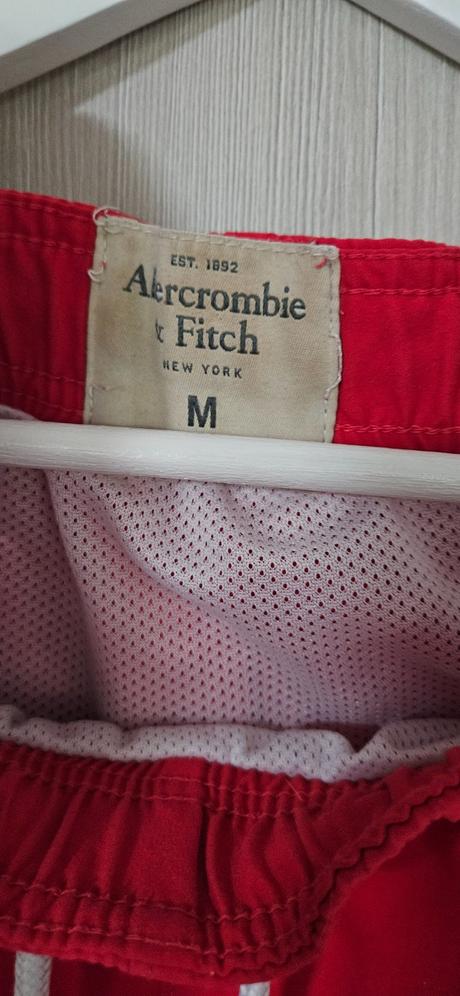 EST. 1892
Abercrombie
& Fitch
NEW YORK
M